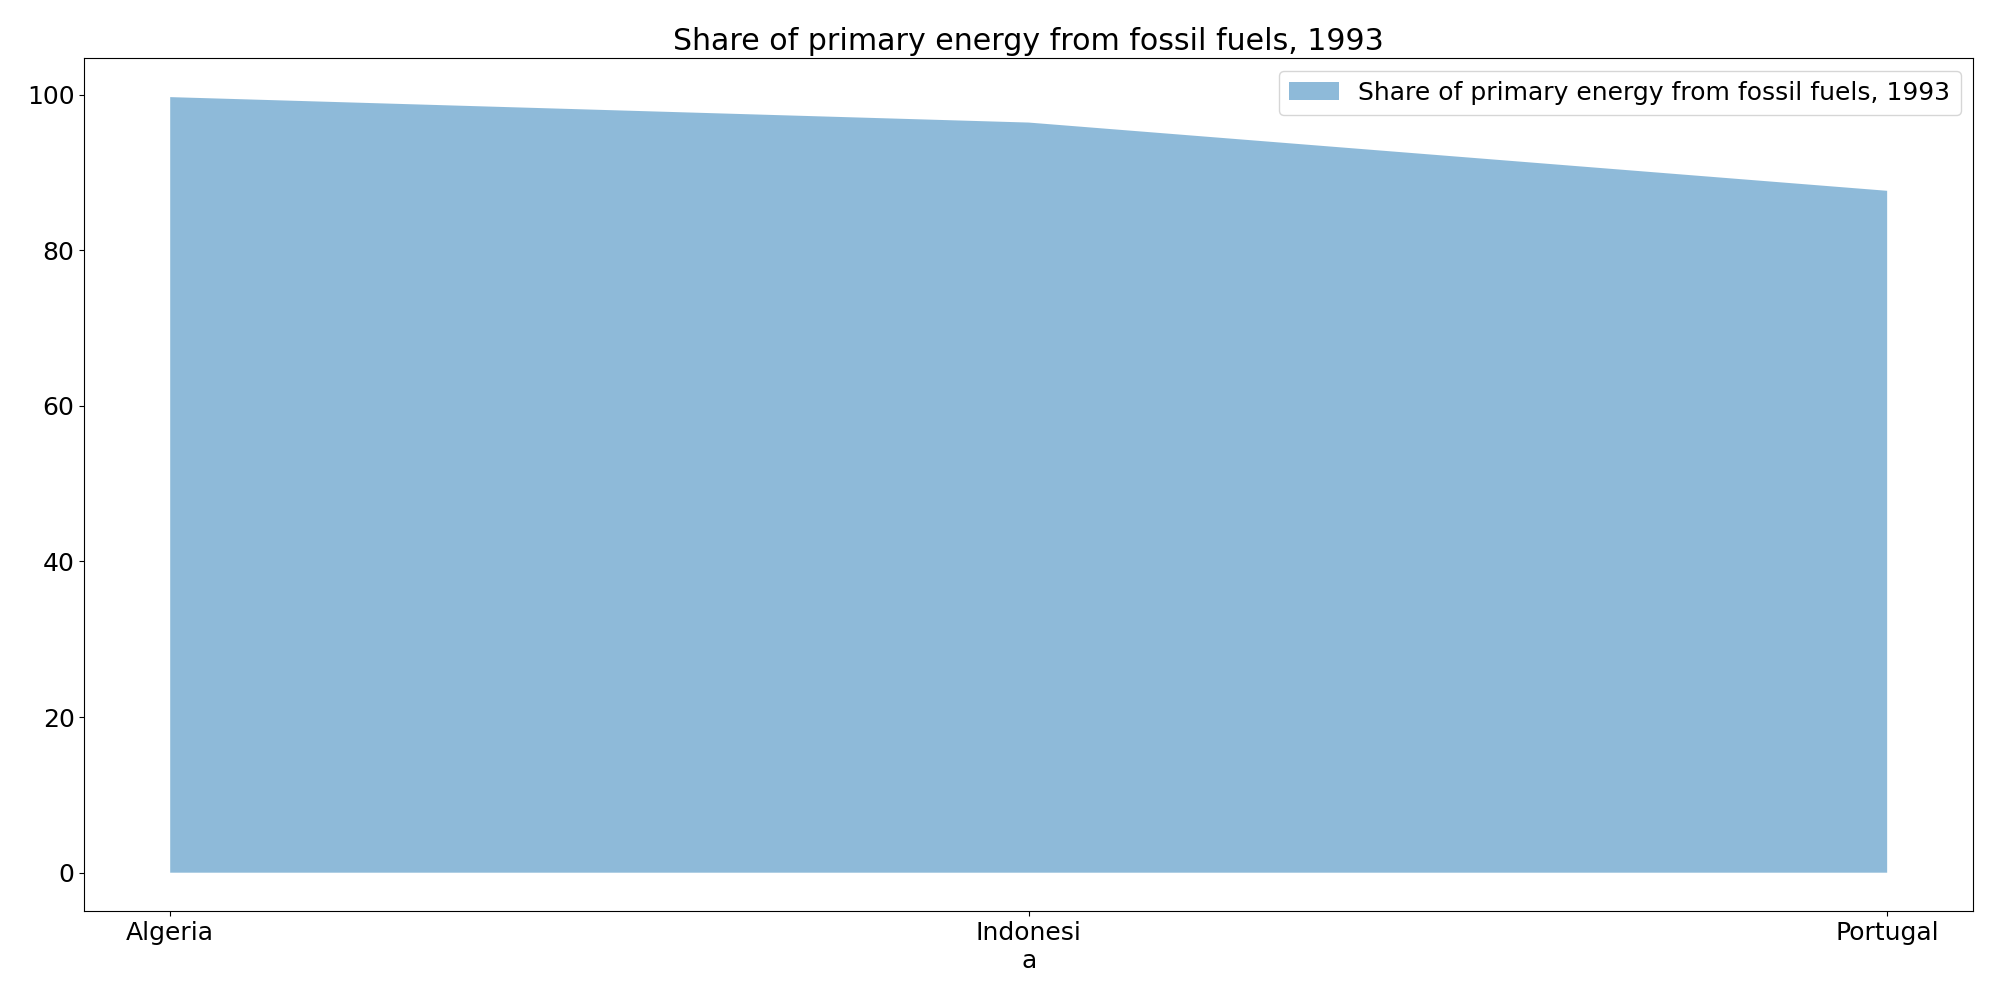 Share of primary energy from fossil fuels, 1993
Share of primary energy from fossil fuels, 1993
100
80
60
40
20
0
Algeria
Indonesi
a
Portugal